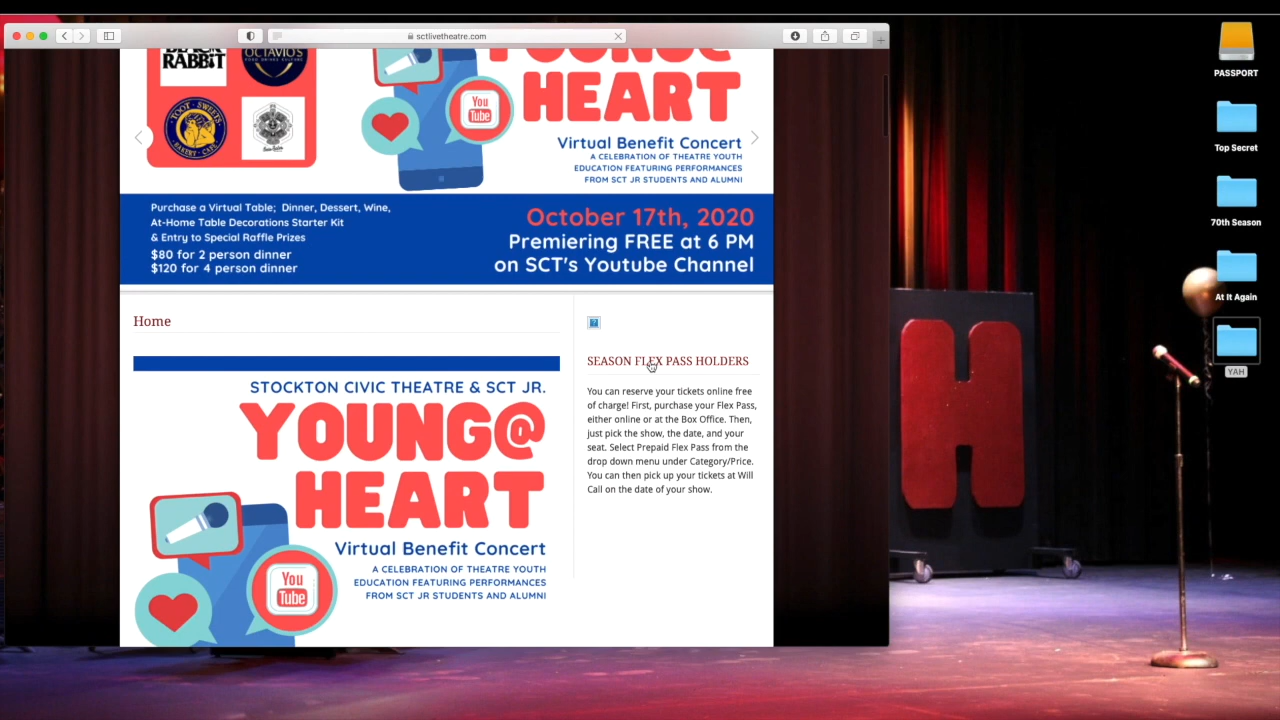 sctlivetheatre.com
BLACK
RABBIT
OCTAVIO'S
FOOD DRINKS CULTURE
TOOT · SWEETS
BAKERY · CAFE
YOUNG@
HEART
You
Tube
Virtual Benefit Concert
A CELEBRATION OF THEATRE YOUTH
EDUCATION FEATURING PERFORMANCES
FROM SCT JR STUDENTS AND ALUMNI
Purchase a Virtual Table; Dinner, Dessert, Wine,
At-Home Table Decorations Starter Kit
& Entry to Special Raffle Prizes
$80 for 2 person dinner
$120 for 4 person dinner
October 17th, 2020
Premiering FREE at 6 PM
on SCT's Youtube Channel
Home
STOCKTON CIVIC THEATRE & SCT JR.
YOUNG@
HEART
Virtual Benefit Concert
A CELEBRATION OF THEATRE YOUTH
EDUCATION FEATURING PERFORMANCES
FROM SCT JR STUDENTS AND ALUMNI
You
Tube
?
SEASON FLEX PASS HOLDERS
You can reserve your tickets online free
of charge! First, purchase your Flex Pass,
either online or at the Box Office. Then,
just pick the show, the date, and your
seat. Select Prepaid Flex Pass from the
drop down menu under Category/Price.
You can then pick up your tickets at Will
Call on the date of your show.
PASSPORT
Top Secret
70th Season
At It Again
YAH
H